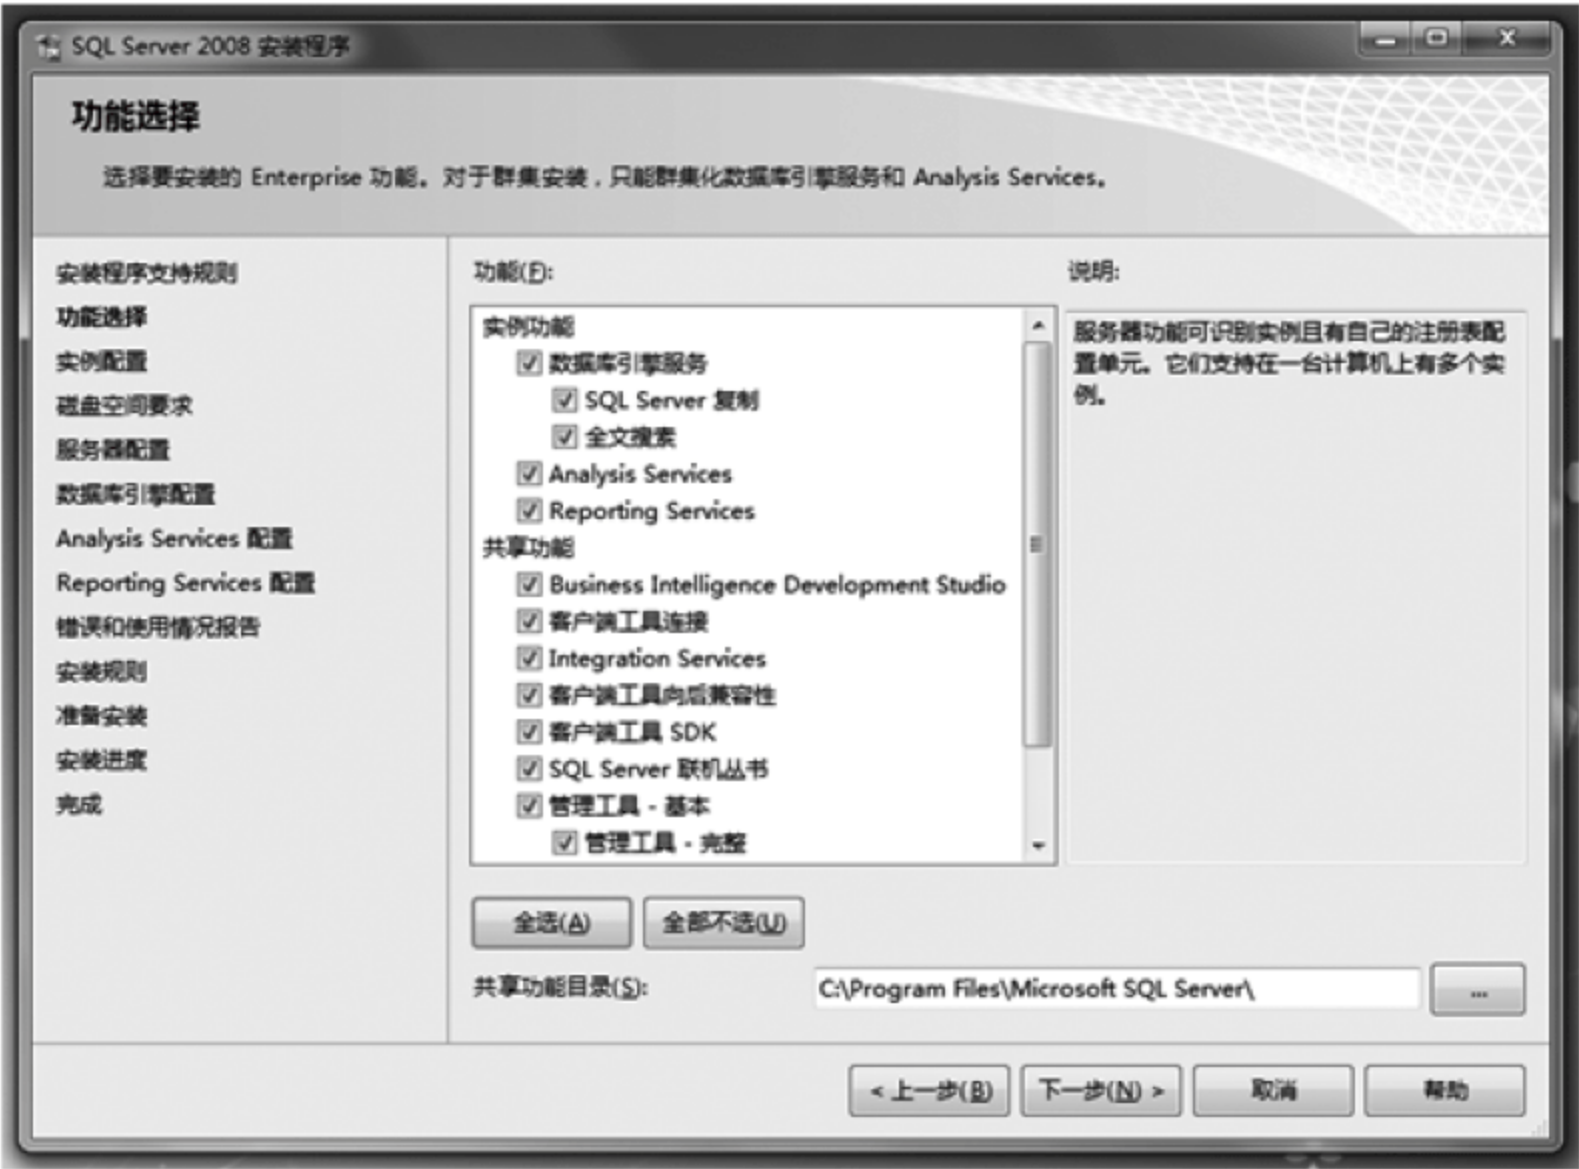 SQL Server 2008 安装程序
功能选择
选择要安装的 Enterprise 功能。对于群集安装，只能群集化数据库引擎服务和 Analysis Services。
安装程序支持规则
功能选择
实例配置
磁盘空间要求
服务器配置
数据库引擎配置
Analysis Services 配置
Reporting Services 配置
错误和使用情况报告
安装规则
准备安装
安装进度
完成
功能(F):
实例功能
数据库引擎服务
SQL Server 复制
全文搜索
Analysis Services
Reporting Services
共享功能
Business Intelligence Development Studio
客户端工具连接
Integration Services
客户端工具向后兼容性
客户端工具 SDK
SQL Server 联机丛书
管理工具 - 基本
管理工具 - 完整
说明:
服务器功能可识别实例且有自己的注册表配
置单元。它们支持在一台计算机上有多个实
例。
全选(A)
全部不选(U)
共享功能目录(S):
C:\Program Files\Microsoft SQL Server\
...
< 上一步(B)
下一步(N) >
取消
帮助